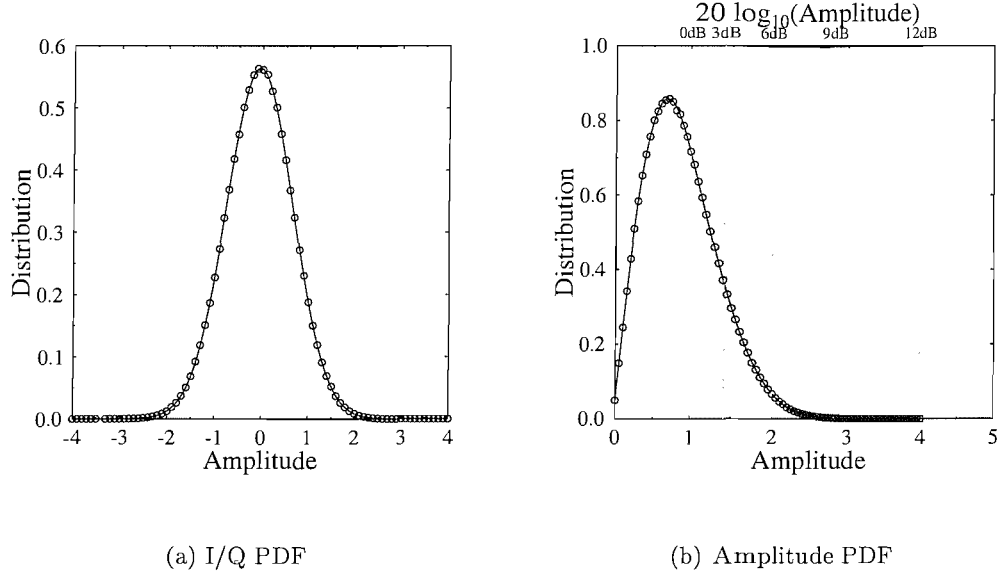 0.6
0.5
0.4
0.3
0.2
0.1
0.0
Distribution
-4 -3 -2 -1 0 1 2 3 4
Amplitude
(a) I/Q PDF
20 log10(Amplitude)
0dB 3dB 6dB 9dB 12dB
1.0
0.8
0.6
0.4
0.2
0.0
Distribution
0 1 2 3 4 5
Amplitude
(b) Amplitude PDF